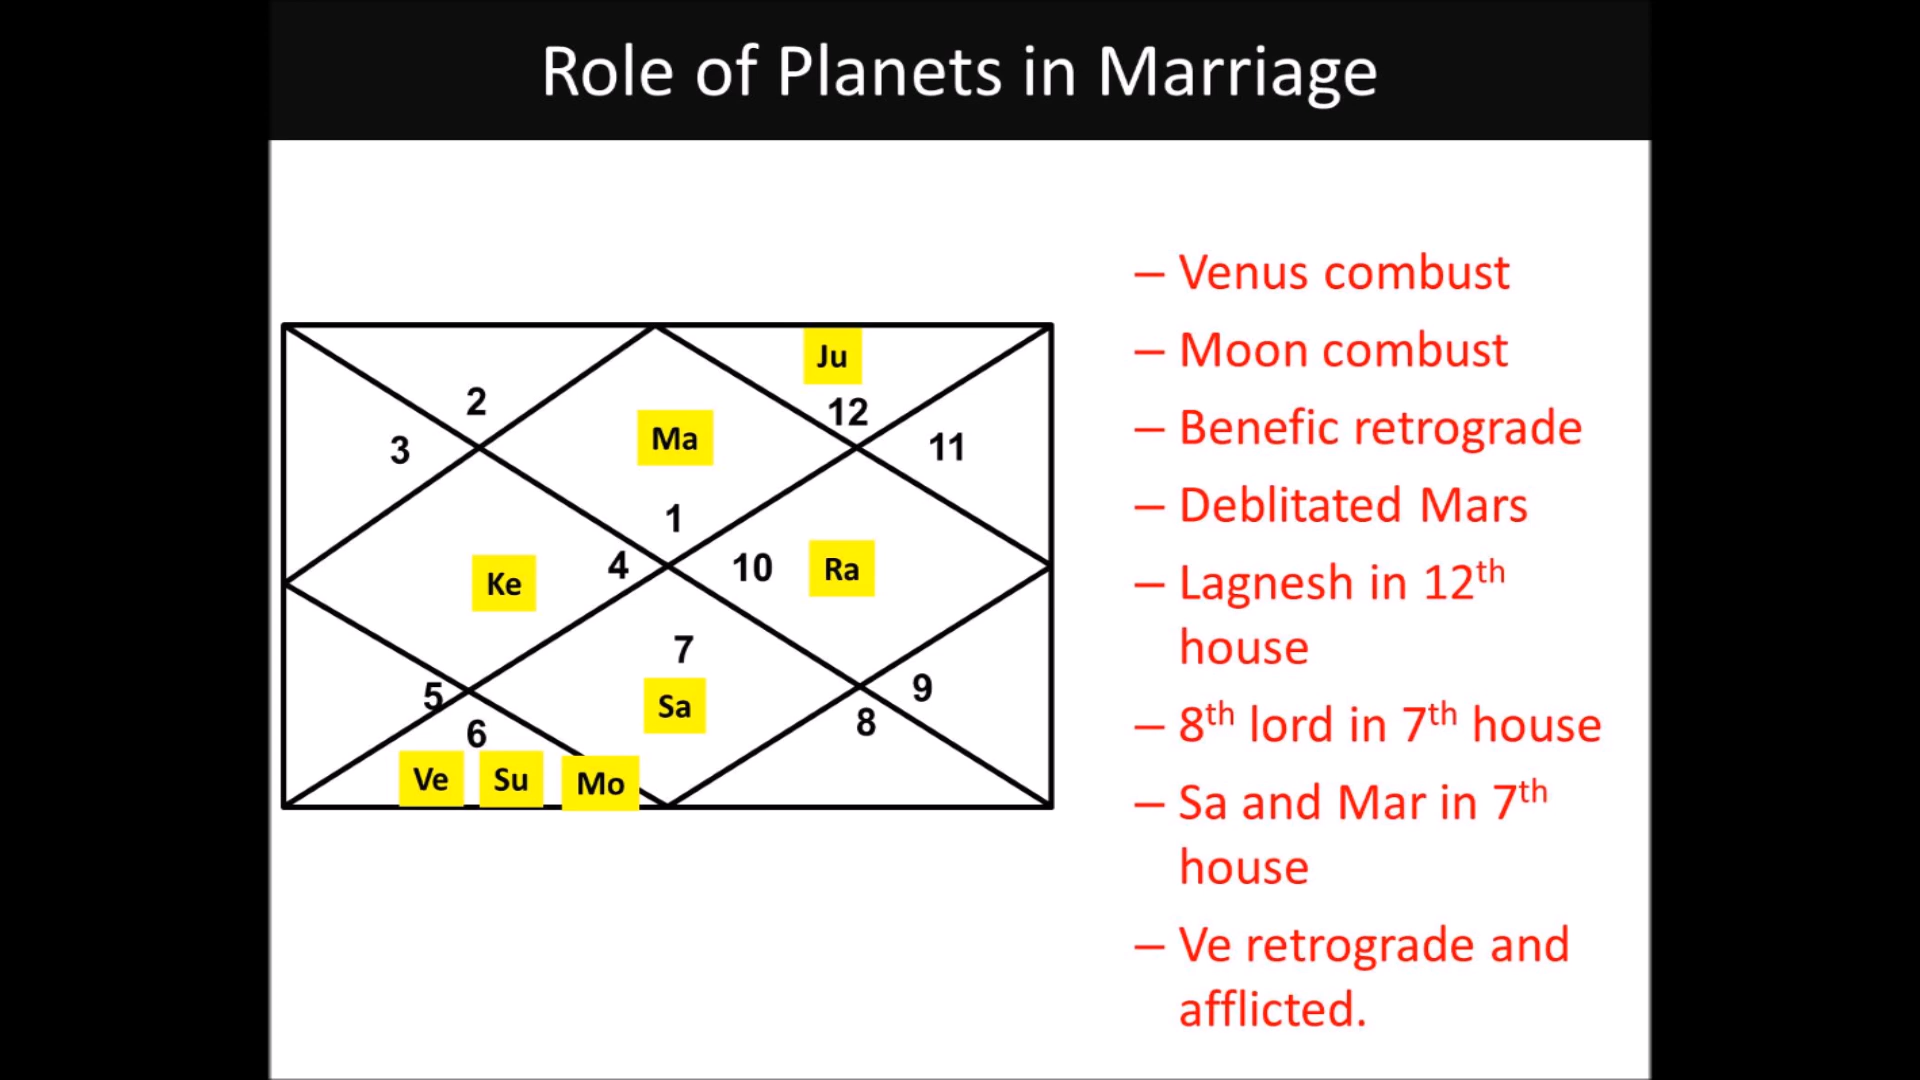 Role of Planets in Marriage
Ju
2
12
3
Ma
11
1
Ke
4
10
Ra
7
5
Sa
9
6
8
Ve Su Mo
– Venus combust
– Moon combust
– Benefic retrograde
– Deblitated Mars
– Lagnesh in 12th
house
– 8th lord in 7th house
– Sa and Mar in 7th
house
– Ve retrograde and
afflicted.